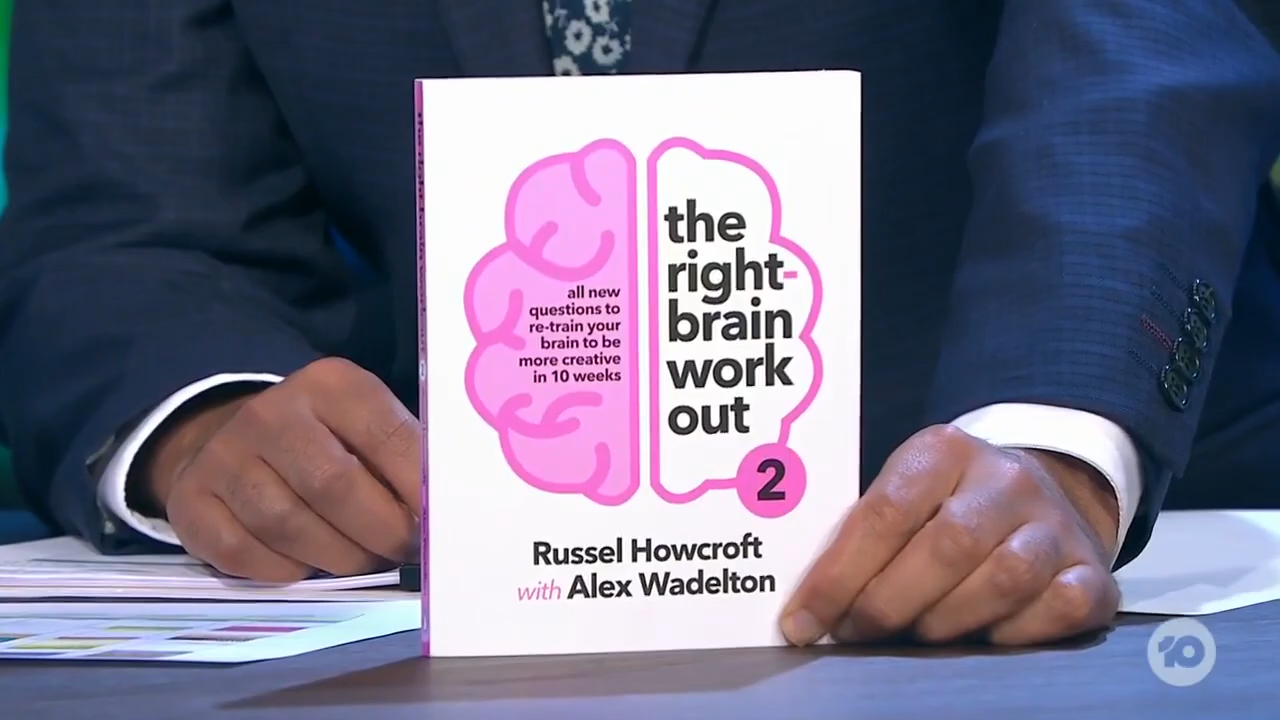 all new
questions to
re-train your
brain to be
more creative
in 10 weeks
the
right-
brain
work
out
2
Russel Howcroft
with Alex Wadelton
10